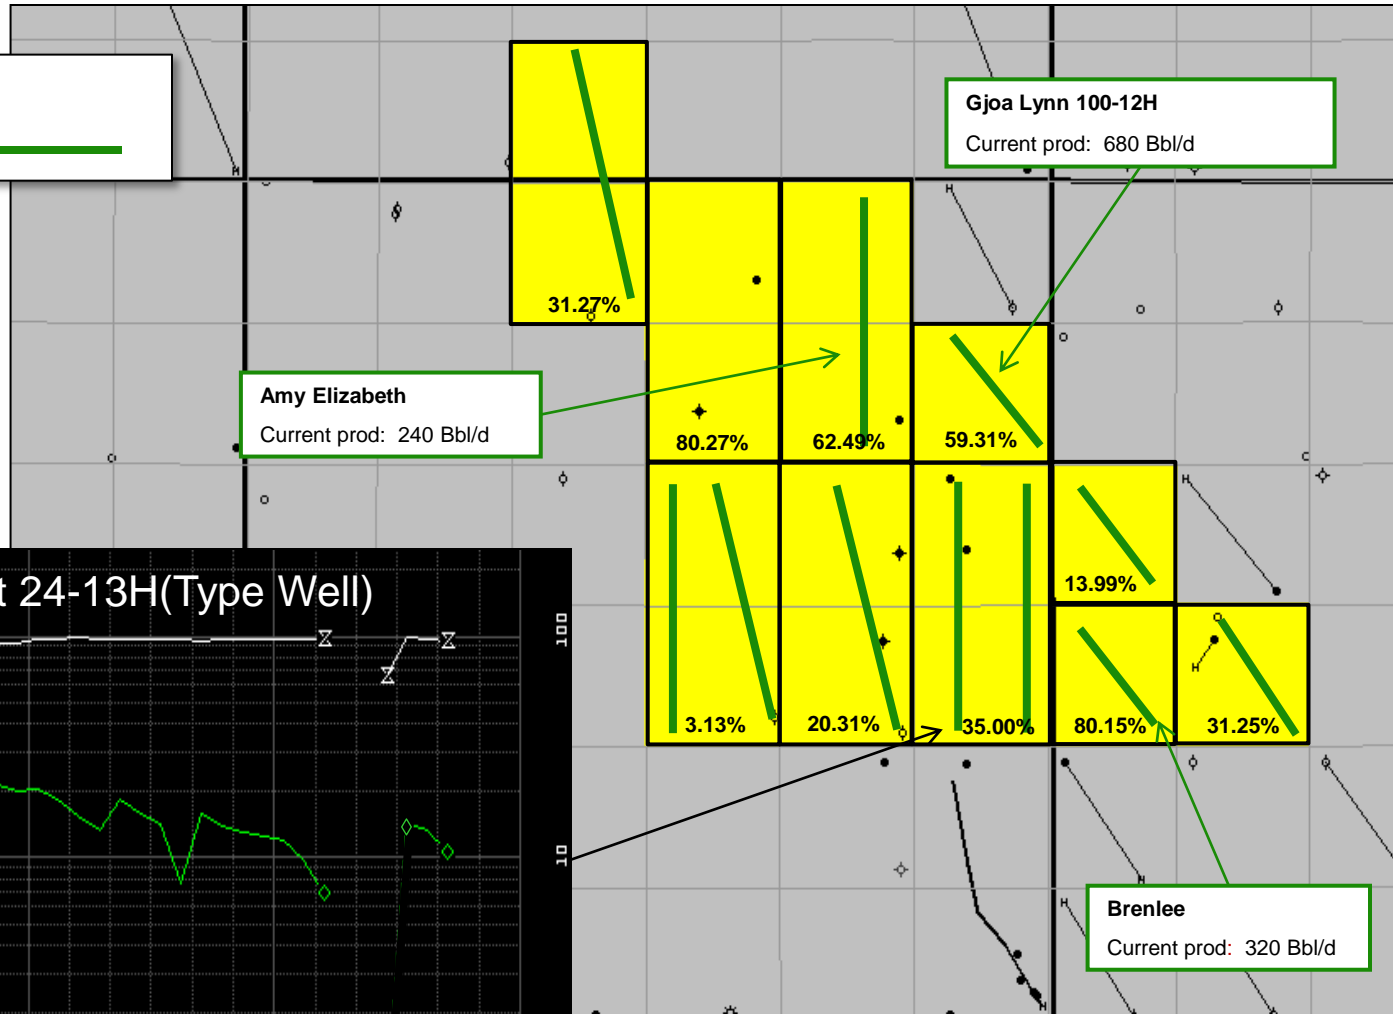 Gjoa Lynn 100-12H
Current prod: 680 Bbl/d
31.27%
Amy Elizabeth
Current prod: 240 Bbl/d
80.27%
62.49%
59.31%
13.99%
t 24-13H(Type Well)
100
3.13%
20.31%
35.00%
80.15%
31.25%
10
Brenlee
Current prod: 320 Bbl/d